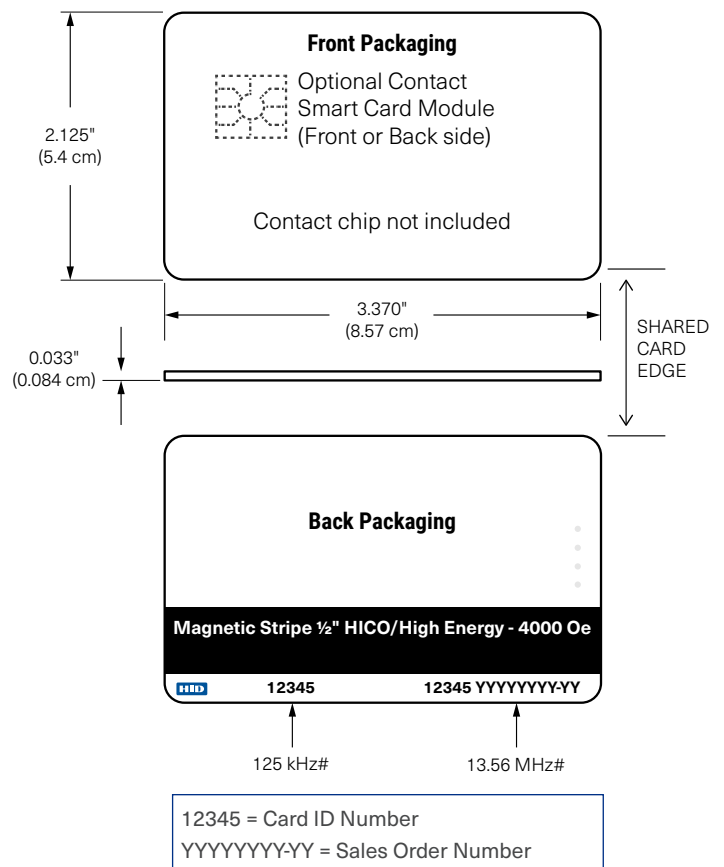 Front Packaging
Optional Contact
Smart Card Module
(Front or Back side)
2.125"
(5.4 cm)
Contact chip not included
3.370"
(8.57 cm)
SHARED
CARD
EDGE
0.033"
(0.084 cm)
Back Packaging
Magnetic Stripe ½" HICO/High Energy - 4000 Oe
HID 12345 12345 YYYYYYYY-YY
125 kHz# 13.56 MHz#
12345 = Card ID Number
YYYYYYYY-YY = Sales Order Number